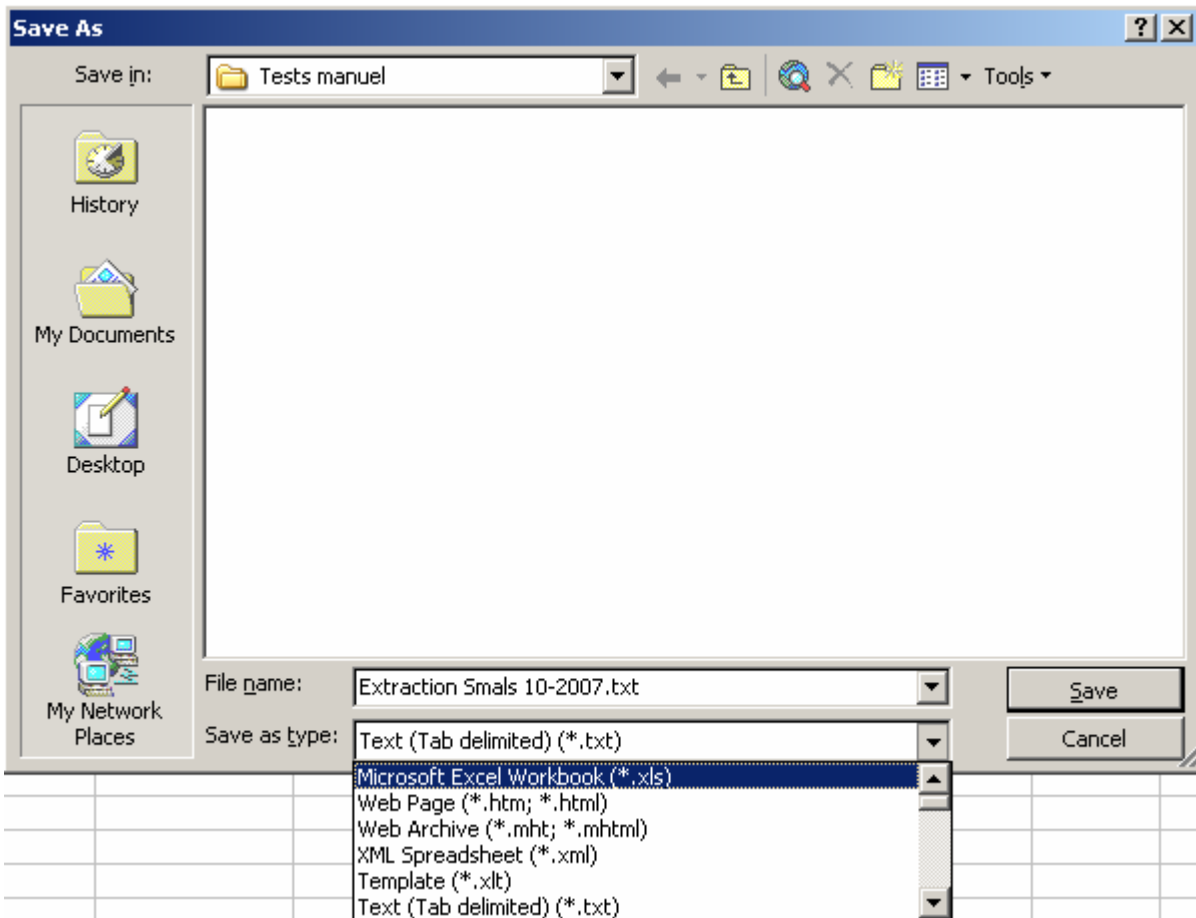 Save As
Save in:
Tests manuel
Tools
History
My Documents
Desktop
Favorites
My Network
Places
File name:
Extraction Smals 10-2007.txt
Save
Save as type:
Text (Tab delimited) (*.txt)
Cancel
Microsoft Excel Workbook (*.xls)
Web Page (*.htm; *.html)
Web Archive (*.mht; *.mhtml)
XML Spreadsheet (*.xml)
Template (*.xlt)
Text (Tab delimited) (*.txt)